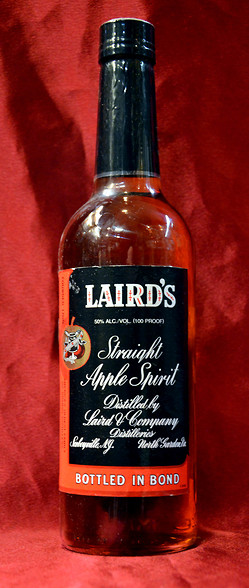 LAIRD'S
50% ALC./VOL. (100 PROOF)
Straight
Apple Spirit
Distilled by
Laird & Company
Distilleries
Scobeyville, N.J. North Garden, Va.
BOTTLED IN BOND